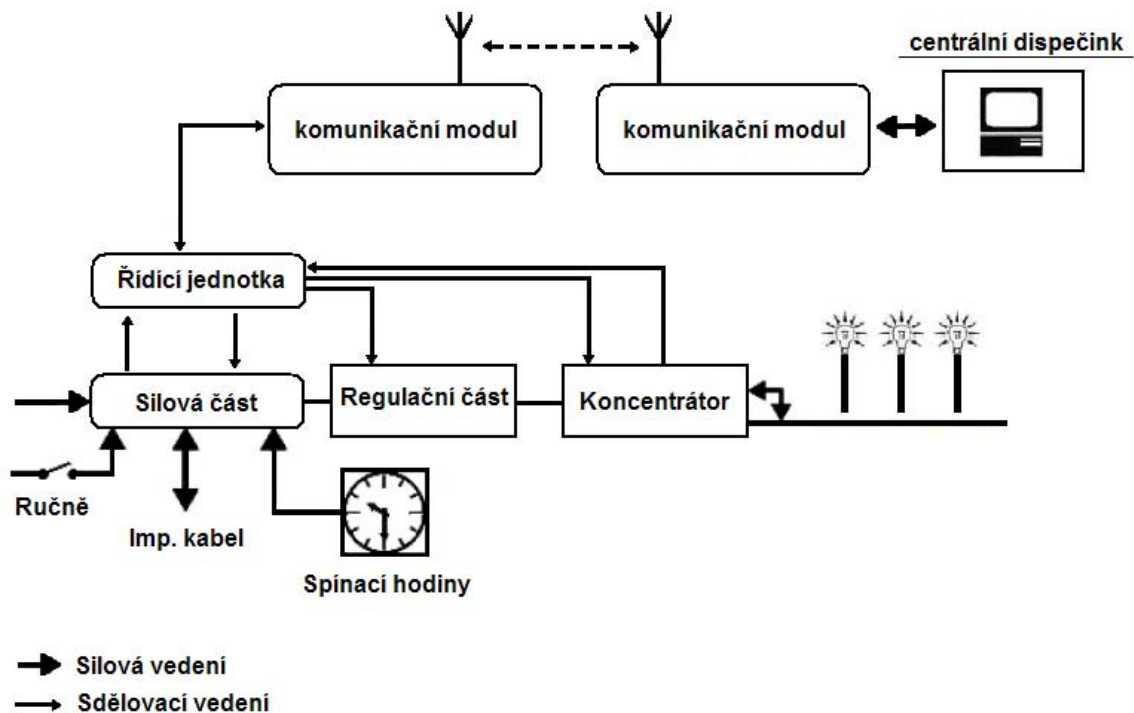 centrální dispečink
komunikační modul
komunikační modul
Řídicí jednotka
Silová část
Regulační část
Koncentrátor
Ručně
Imp. kabel
Spínací hodiny
Silová vedení
Sdělovací vedení